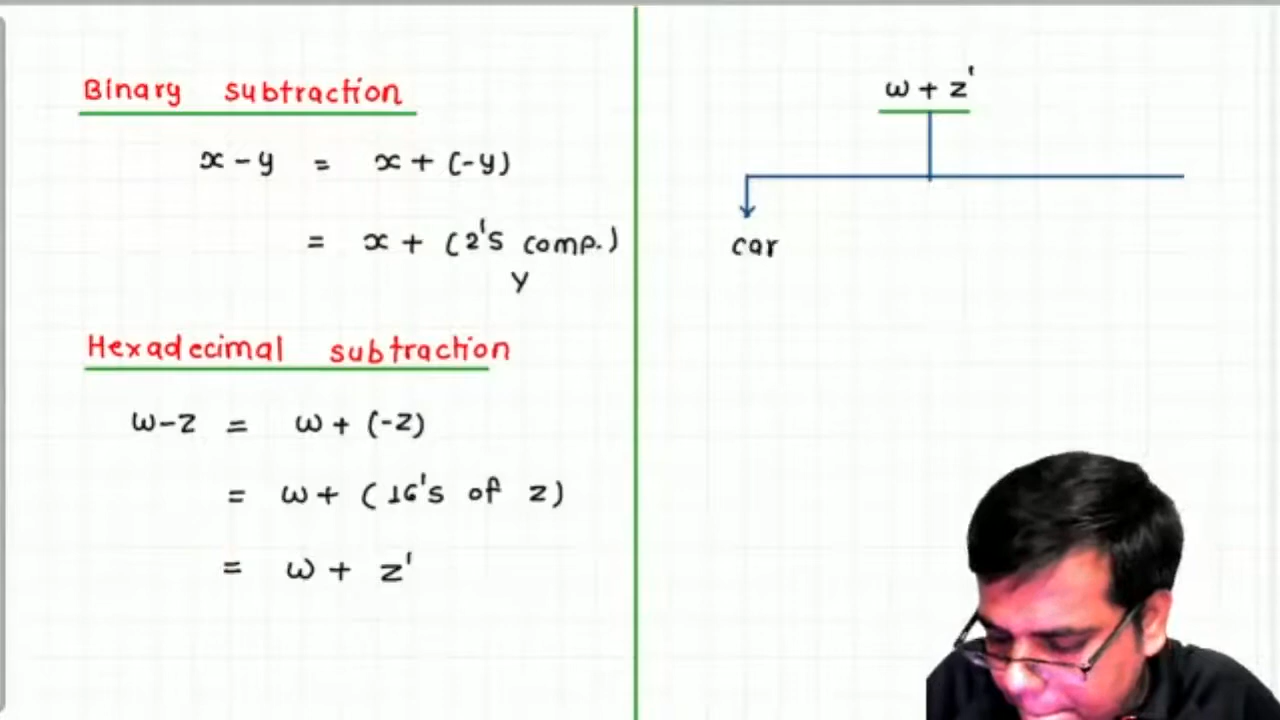 Binary subtraction
x - y = x + (-y)
= x + (2's comp.)
y
Hexadecimal subtraction
w-z = w + (-z)
= w + (16's of z)
= w + z'
w + z'
car